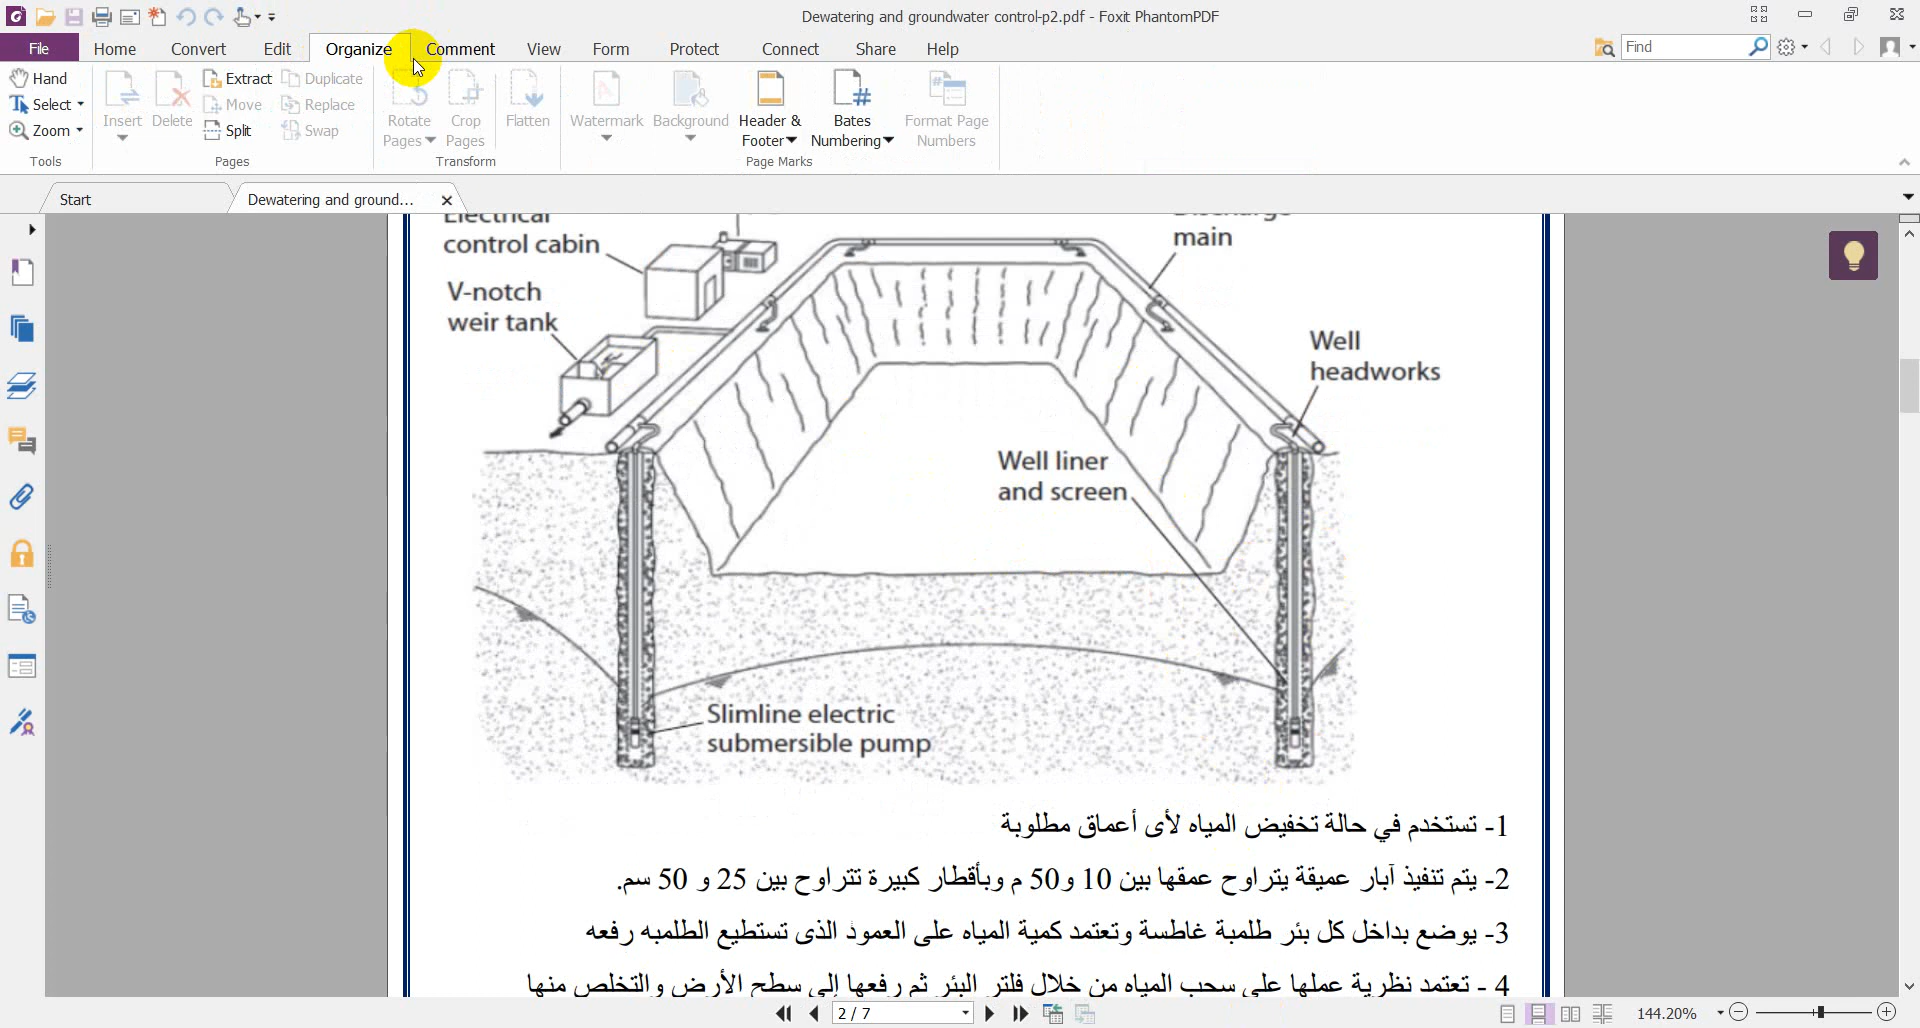 Dewatering and groundwater control-p2.pdf - Foxit PhantomPDF
File Home Convert Edit Organize Comment View Form Protect Connect Share Help
Find
Hand
Select
Zoom
Tools
Insert
Delete
Extract
Move
Split
Duplicate
Replace
Swap
Pages
Rotate Pages
Crop Pages
Transform
Flatten
Watermark
Background
Header & Footer
Bates Numbering
Format Page Numbers
Page Marks
Start
Dewatering and ground...
Electrical
control cabin
Discharge
main
V-notch
weir tank
Well
headworks
Well liner
and screen
Slimline electric
submersible pump
1- تستخدم في حالة تخفيض المياه لأى أعماق مطلوبة
2- يتم تنفيذ آبار عميقة يتراوح عمقها بين 10 و50 م وبأقطار كبيرة تتراوح بين 25 و 50 سم.
3- يوضع بداخل كل بئر طلمبة غاطسة وتعتمد كمية المياه على العمود الذى تستطيع الطلمبه رفعه
4 - تعتمد نظرية عملها على سحب المياه من خلال فلتر البئر ثم رفعها إلى سطح الأرض والتخلص منها
2 / 7
144.20%